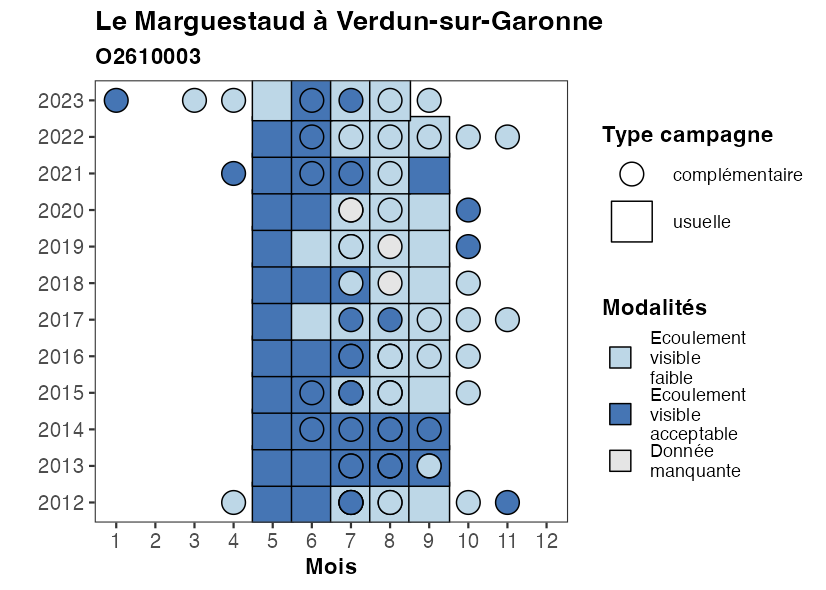 Le Marguestaud à Verdun-sur-Garonne
O2610003
2023
2022
2021
2020
2019
2018
2017
2016
2015
2014
2013
2012
1 2 3 4 5 6 7 8 9 10 11 12
Mois
Type campagne
complémentaire
usuelle
Modalités
Ecoulement
visible
faible
Ecoulement
visible
acceptable
Donnée
manquante